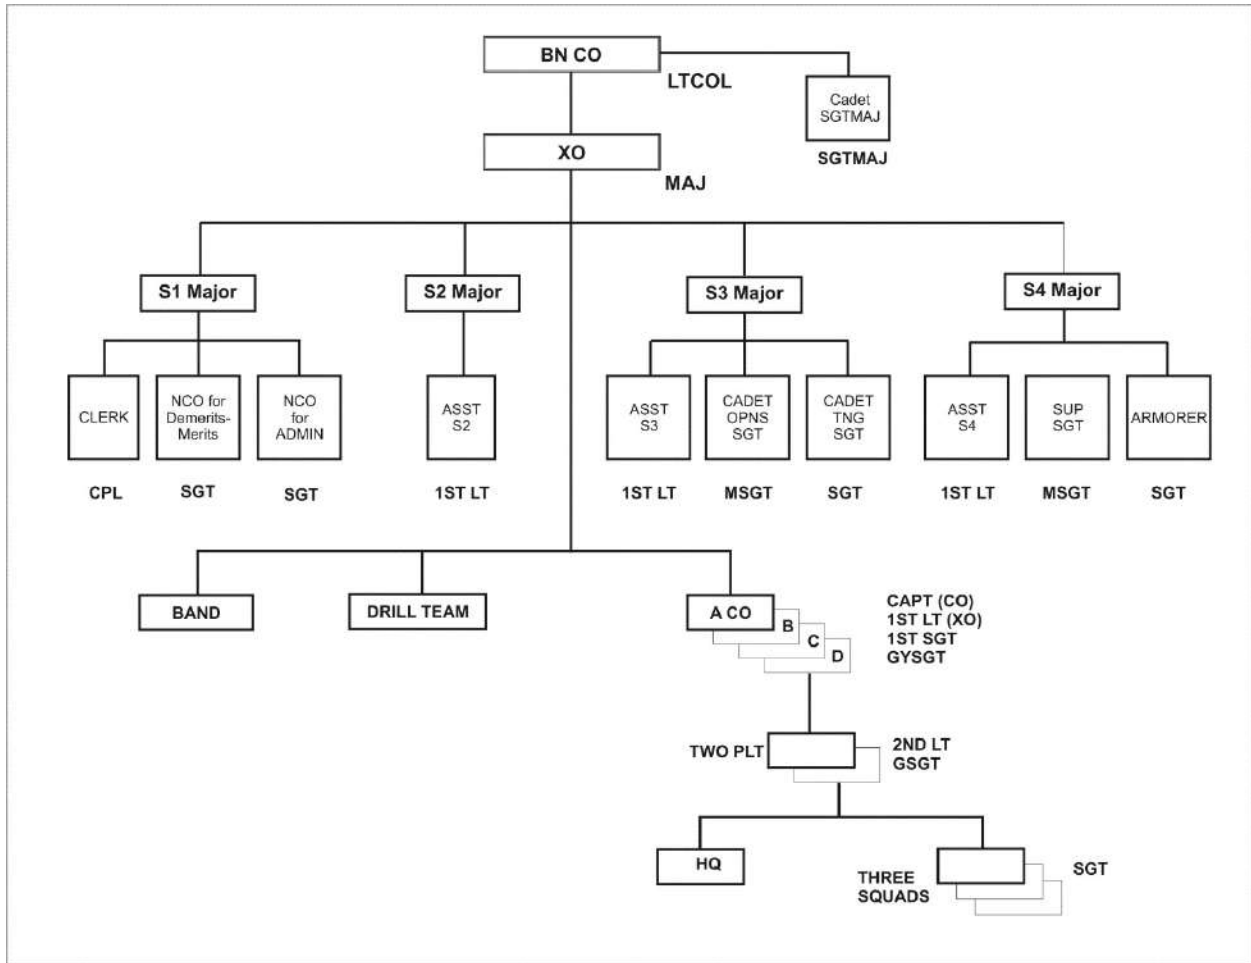 BN CO
LTCOL
Cadet
SGTMAJ
SGTMAJ
XO
MAJ
S1 Major
S2 Major
S3 Major
S4 Major
CLERK
NCO for
Demerits-
Merits
NCO
for
ADMIN
ASST
S2
ASST
S3
CADET
OPNS
SGT
CADET
TNG
SGT
ASST
S4
SUP
SGT
ARMORER
CPL
SGT
SGT
1ST LT
1ST LT
MSGT
SGT
1ST LT
MSGT
SGT
BAND
DRILL TEAM
A CO
B
C
D
CAPT (CO)
1ST LT (XO)
1ST SGT
GYSGT
TWO PLT
2ND LT
GSGT
HQ
THREE
SQUADS
SGT